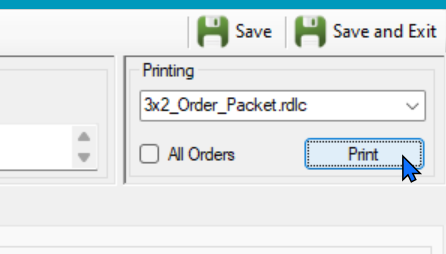 Save
Save and Exit
Printing
3x2_Order_Packet.rdlc
All Orders
Print